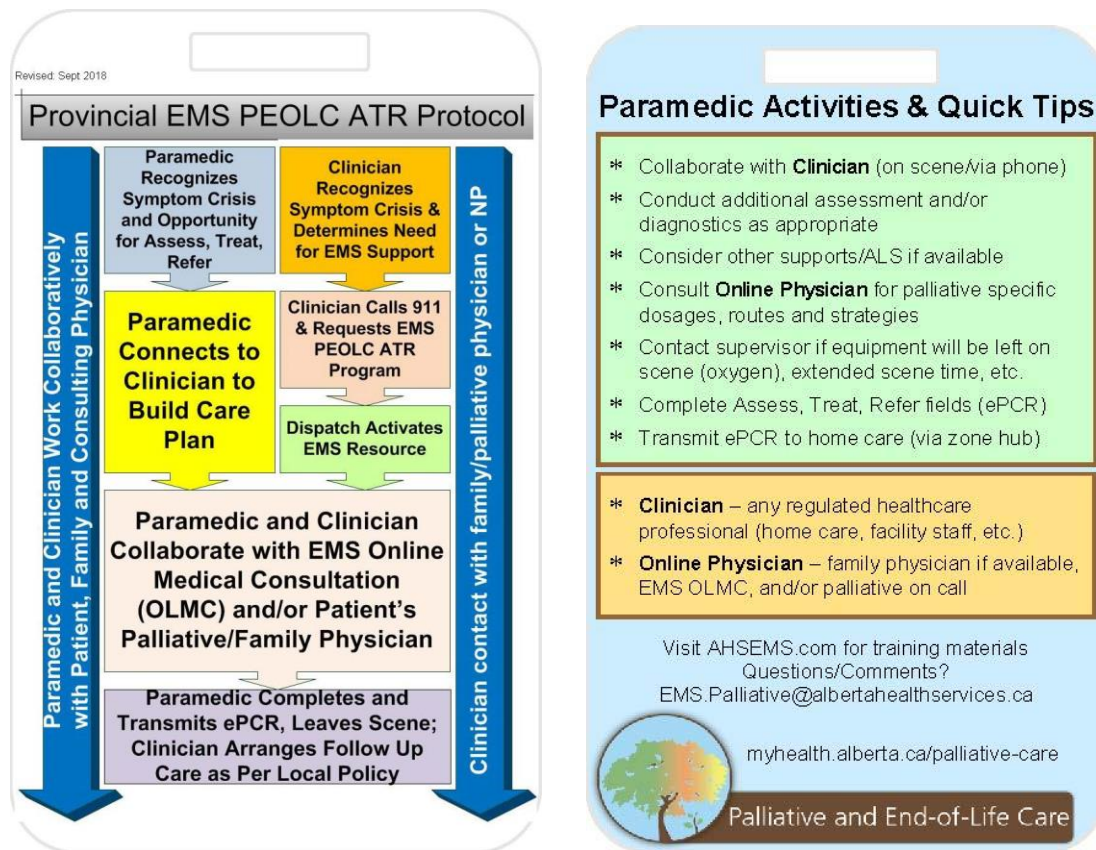 Revised: Sept 2018
Provincial EMS PEOLC ATR Protocol
Paramedic and Clinician Work Collaboratively
with Patient, Family and Consulting Physician
Paramedic
Recognizes
Symptom Crisis
and Opportunity
for Assess, Treat,
Refer
Clinician
Recognizes
Symptom Crisis &
Determines Need
for EMS Support
Paramedic
Connects to
Clinician to
Build Care
Plan
Clinician Calls 911
& Requests EMS
PEOLC ATR
Program
Dispatch Activates
EMS Resource
Paramedic and Clinician
Collaborate with EMS Online
Medical Consultation
(OLMC) and/or Patient's
Palliative/Family Physician
Paramedic Completes and
Transmits ePCR, Leaves Scene;
Clinician Arranges Follow Up
Care as Per Local Policy
Clinician contact with family/palliative physician or NP
Paramedic Activities & Quick Tips
* Collaborate with Clinician (on scene/via phone)
* Conduct additional assessment and/or
diagnostics as appropriate
* Consider other supports/ALS if available
* Consult Online Physician for palliative specific
dosages, routes and strategies
* Contact supervisor if equipment will be left on
scene (oxygen), extended scene time, etc.
* Complete Assess, Treat, Refer fields (ePCR)
* Transmit ePCR to home care (via zone hub)
* Clinician – any regulated healthcare
professional (home care, facility staff, etc.)
* Online Physician – family physician if available,
EMS OLMC, and/or palliative on call
Visit AHSEMS.com for training materials
Questions/Comments?
EMS.Palliative@albertahealthservices.ca
myhealth.alberta.ca/palliative-care
Palliative and End-of-Life Care